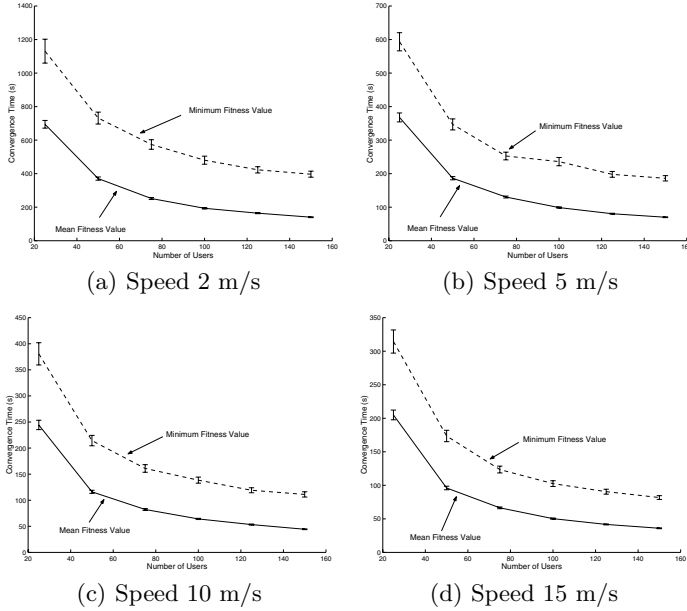 1400
1200
1000
800
600
400
200
0
20 40 60 80 100 120 140 160
Convergence Time (s)
Number of Users
Minimum Fitness Value
Mean Fitness Value
(a) Speed 2 m/s
700
600
500
400
300
200
100
0
20 40 60 80 100 120 140 160
Convergence Time (s)
Number of Users
Minimum Fitness Value
Mean Fitness Value
(b) Speed 5 m/s
450
400
350
300
250
200
150
100
50
0
20 40 60 80 100 120 140 160
Convergence Time (s)
Number of Users
Minimum Fitness Value
Mean Fitness Value
(c) Speed 10 m/s
350
300
250
200
150
100
50
0
20 40 60 80 100 120 140 160
Convergence Time (s)
Number of Users
Minimum Fitness Value
Mean Fitness Value
(d) Speed 15 m/s